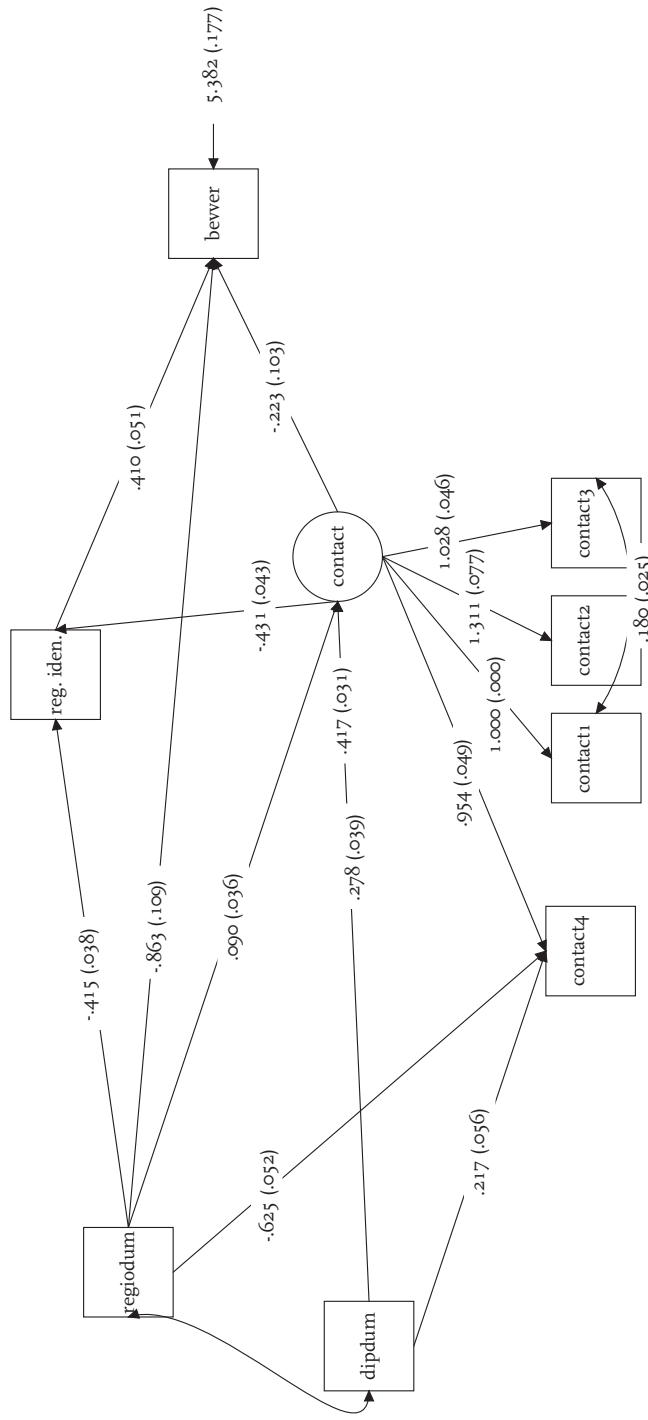 regiodum
dipdum
-.415 (.038)
-.863 (.109)
.090 (.036)
-.625 (.052)
.278 (.039)
.217 (.056)
reg. iden.
.410 (.051)
-.431 (.043)
.417 (.031)
contact
-.223 (.103)
bevver
5.382 (.177)
.954 (.049)
1.000 (.000)
1.311 (.077)
1.028 (.046)
contact4
contact1
contact2
contact3
.180 (.025)